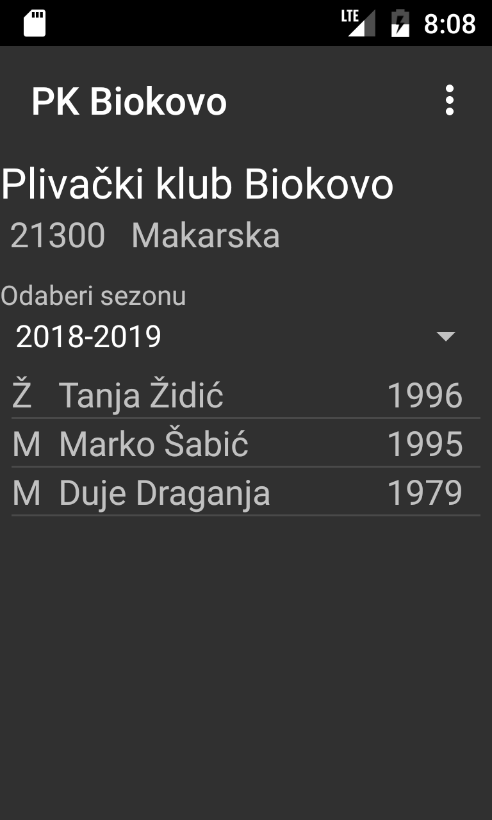 LTE 8:08
PK Biokovo
Plivački klub Biokovo
21300 Makarska
Odaberi sezonu
2018-2019
Ž Tanja Židić 1996
M Marko Šabić 1995
M Duje Draganja 1979